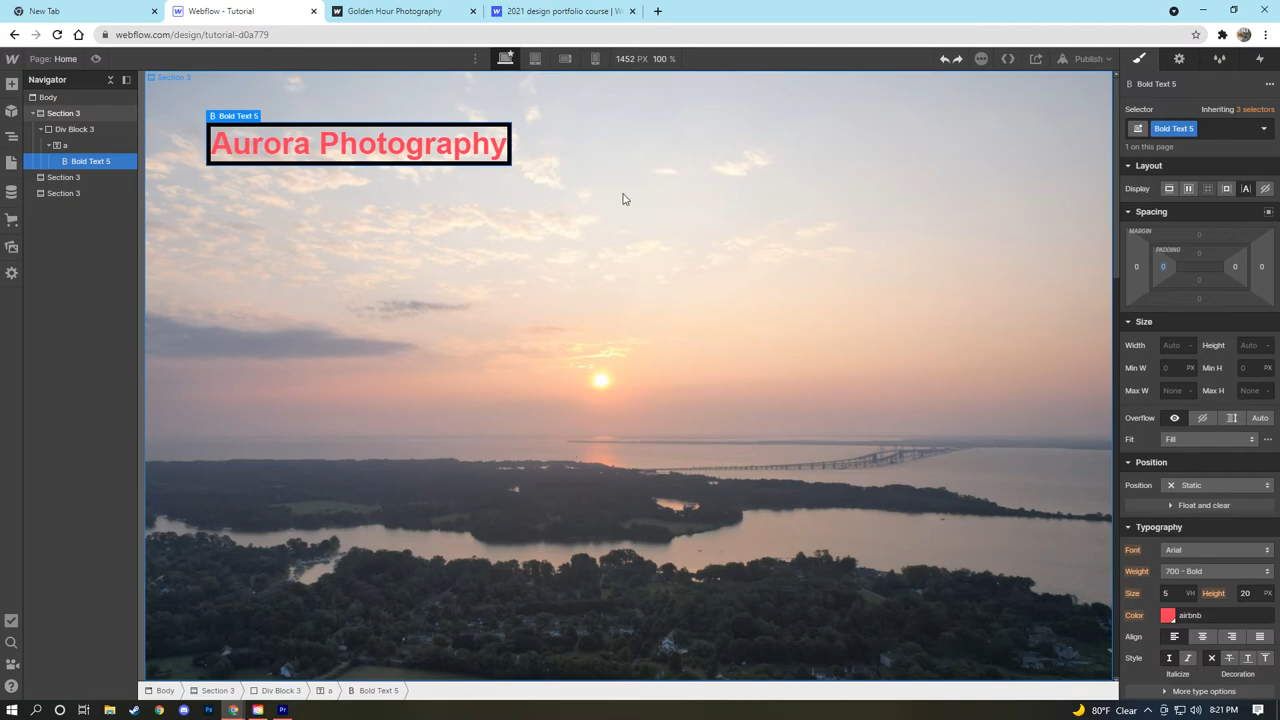 New Tab
Webflow - Tutorial
Golden Hour Photography
2021 design portfolio course | W
webflow.com/design/tutorial-d0a779
Page: Home
1452 PX 100 %
Publish
Navigator
Body
Section 3
Div Block 3
a
Bold Text 5
Section 3
Section 3
Section 3
Bold Text 5
Aurora Photography
Bold Text 5
Selector
Inheriting 3 selectors
Bold Text 5
1 on this page
Layout
Display
Spacing
MARGIN
0
PADDING
0
0 0 0 0
0
0
Size
Width Auto - Height Auto -
Min W 0 PX Min H 0 PX
Max W None - Max H None -
Overflow Auto
Fit Fill
Position
Position Static
Float and clear
Typography
Font Arial
Weight 700 - Bold
Size 5 VH Height 20 PX
Color airbnb
Align
Style
Italicize Decoration
More type options
Body Section 3 Div Block 3 a Bold Text 5
80°F Clear 8:21 PM